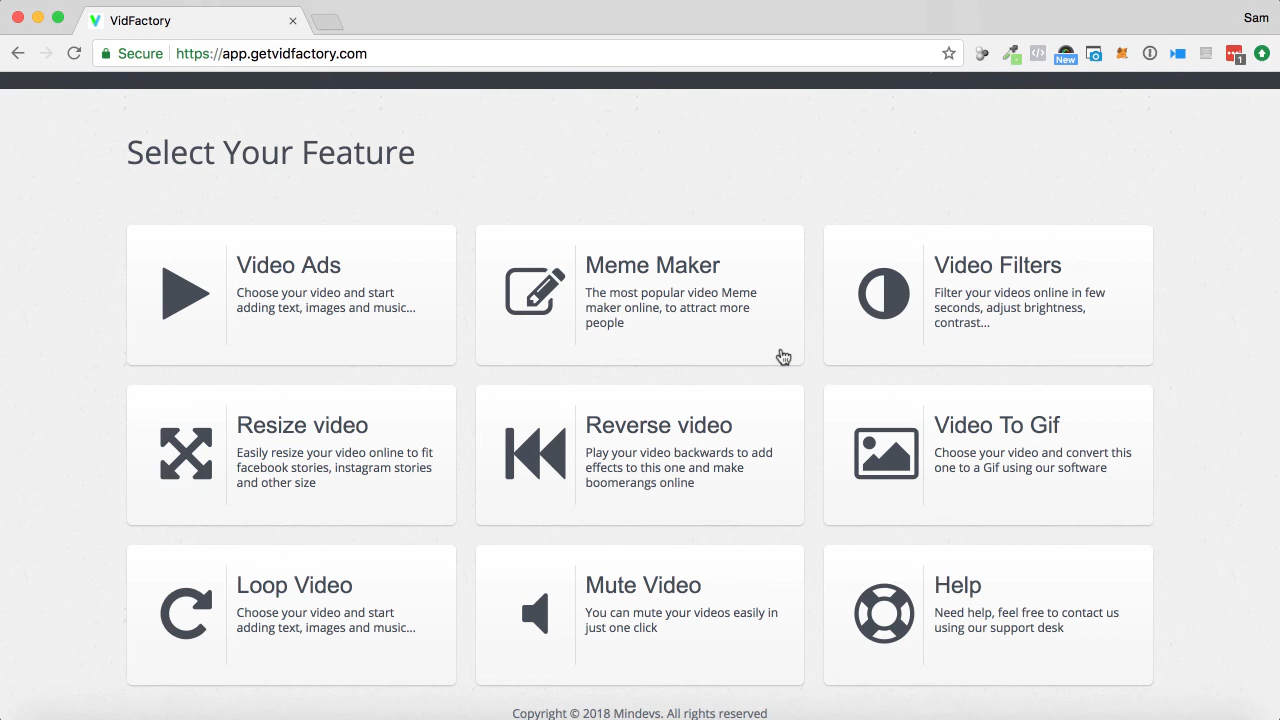 VidFactory
Sam
Secure
https://app.getvidfactory.com
New
1
Select Your Feature
Video Ads
Choose your video and start
adding text, images and music...
Meme Maker
The most popular video Meme
maker online, to attract more
people
Video Filters
Filter your videos online in few
seconds, adjust brightness,
contrast...
Resize video
Easily resize your video online to fit
facebook stories, instagram stories
and other size
Reverse video
Play your video backwards to add
effects to this one and make
boomerangs online
Video To Gif
Choose your video and convert this
one to a Gif using our software
Loop Video
Choose your video and start
adding text, images and music...
Mute Video
You can mute your videos easily in
just one click
Help
Need help, feel free to contact us
using our support desk
Copyright © 2018 Mindevs. All rights reserved